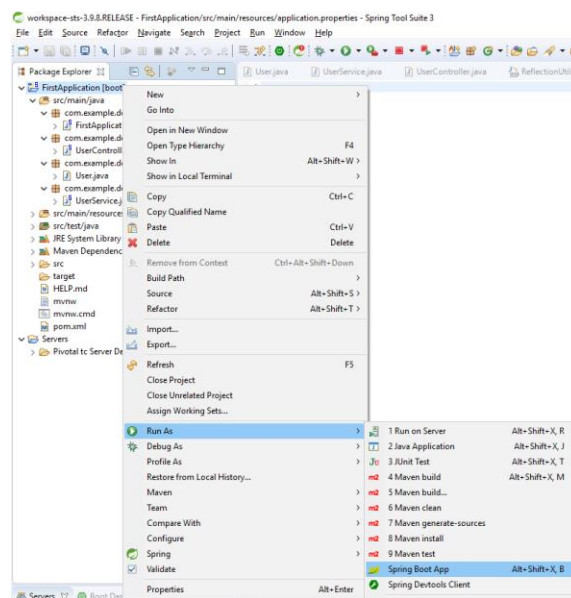 workspace-sts-3.9.8.RELEASE - FirstApplication/src/main/resources/application.properties - Spring Tool Suite 3
File Edit Source Refactor Navigate Search Project Run Window Help
Package Explorer
User.java UserService.java UserController.java
FirstApplication [boot]
src/main/java
com.example.de
FirstApplicat
com.example.de
UserControll
com.example.de
User.java
com.example.de
UserService.j
src/main/resource
src/test/java
JRE System Library
Maven Dependenc
src
target
HELP.md
mvnw
mvnw.cmd
pom.xml
Servers
Pivotal tc Server De
New
Go Into
Open in New Window
Open Type Hierarchy F4
Show In Alt+Shift+W
Show in Local Terminal
Copy Ctrl+C
Copy Qualified Name
Paste Ctrl+V
Delete Delete
Remove from Context Ctrl+Alt+Shift+Down
Build Path
Source Alt+Shift+S
Refactor Alt+Shift+T
Import...
Export...
Refresh F5
Close Project
Close Unrelated Project
Assign Working Sets...
Run As
Debug As
Profile As
Restore from Local History...
Maven
Team
Compare With
Configure
Spring
Validate
Properties Alt+Enter
1 Run on Server Alt+Shift+X, R
2 Java Application Alt+Shift+X, J
3 JUnit Test Alt+Shift+X, T
4 Maven build Alt+Shift+X, M
5 Maven build...
6 Maven clean
7 Maven generate-sources
8 Maven install
9 Maven test
Spring Boot App Alt+Shift+X, B
Spring Devtools Client
Servers